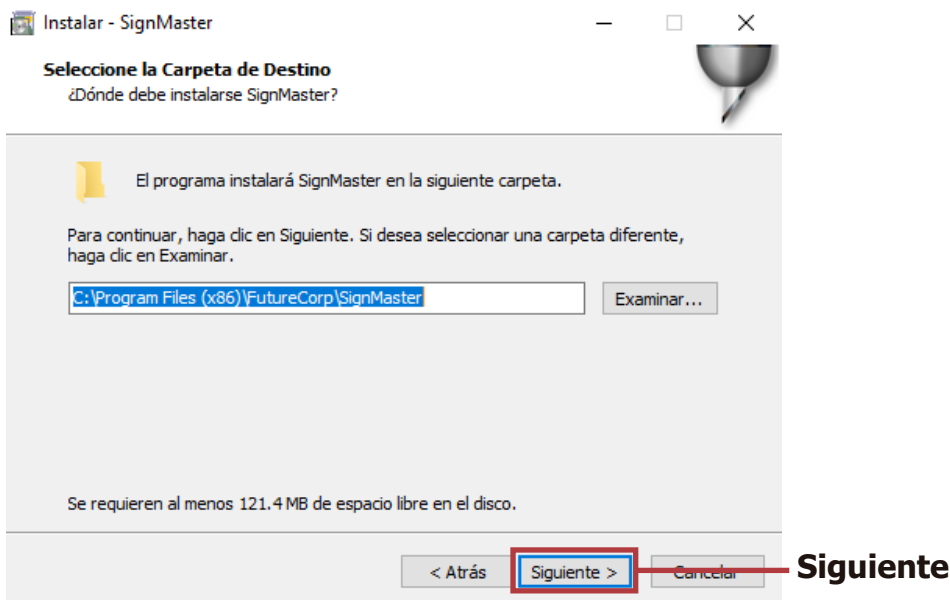 Instalar - SignMaster
Seleccione la Carpeta de Destino
¿Dónde debe instalarse SignMaster?
El programa instalará SignMaster en la siguiente carpeta.
Para continuar, haga clic en Siguiente. Si desea seleccionar una carpeta diferente,
haga clic en Examinar.
C:\Program Files (x86)\FutureCorp\SignMaster
Examinar...
Se requieren al menos 121.4 MB de espacio libre en el disco.
< Atrás
Siguiente >
Cancelar
Siguiente